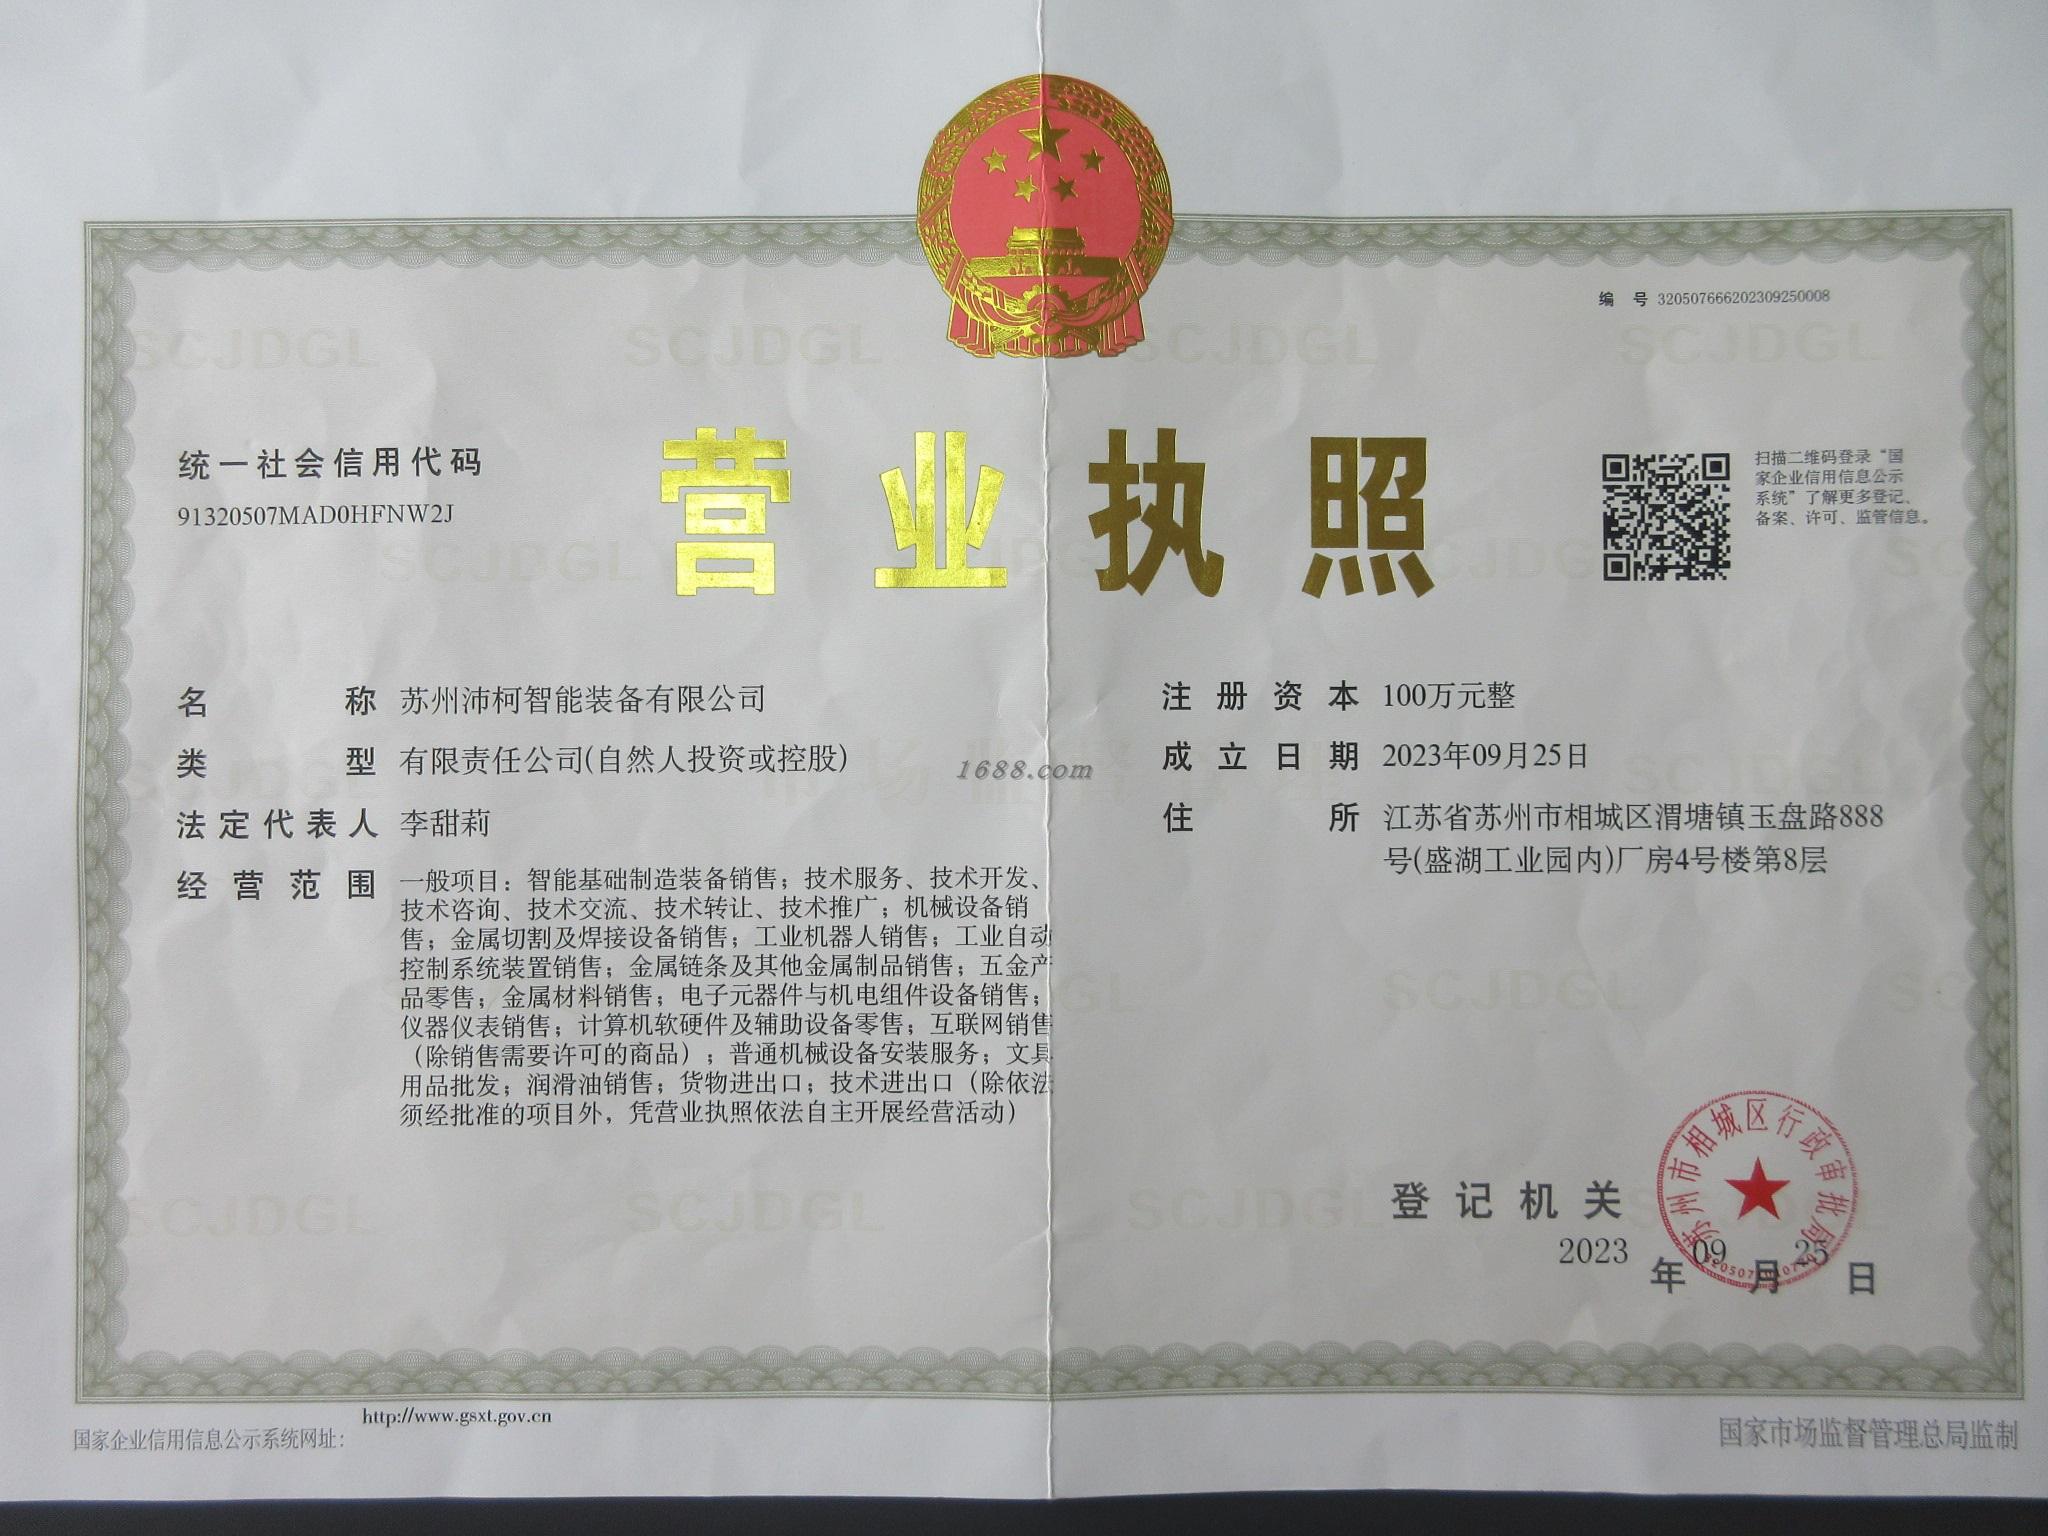 编 号 320507666202309250008
统一社会信用代码
91320507MAD0HFNW2J
营业执照
扫描二维码登录“国
家企业信用信息公示
系统”了解更多登记、
备案、许可、监管信息。
名 称 苏州沛柯智能装备有限公司
类 型 有限责任公司(自然人投资或控股)
法定代表人 李甜莉
经营范围 一般项目：智能基础制造装备销售；技术服务、技术开发、
技术咨询、技术交流、技术转让、技术推广；机械设备销
售；金属切割及焊接设备销售；工业机器人销售；工业自动
控制系统装置销售；金属链条及其他金属制品销售；五金产
品零售；金属材料销售；电子元器件与机电组件设备销售；
仪器仪表销售；计算机软硬件及辅助设备零售；互联网销售
（除销售需要许可的商品）；普通机械设备安装服务；文具
用品批发；润滑油销售；货物进出口；技术进出口（除依法
须经批准的项目外，凭营业执照依法自主开展经营活动）
注册资本 100万元整
成立日期 2023年09月25日
住 所 江苏省苏州市相城区渭塘镇玉盘路888
号(盛湖工业园内)厂房4号楼第8层
1688.com
SCJDGL
登记机关
苏州市相城区行政审批局
2023 年 09 月 25 日
http://www.gsxt.gov.cn
国家企业信用信息公示系统网址：
国家市场监督管理总局监制